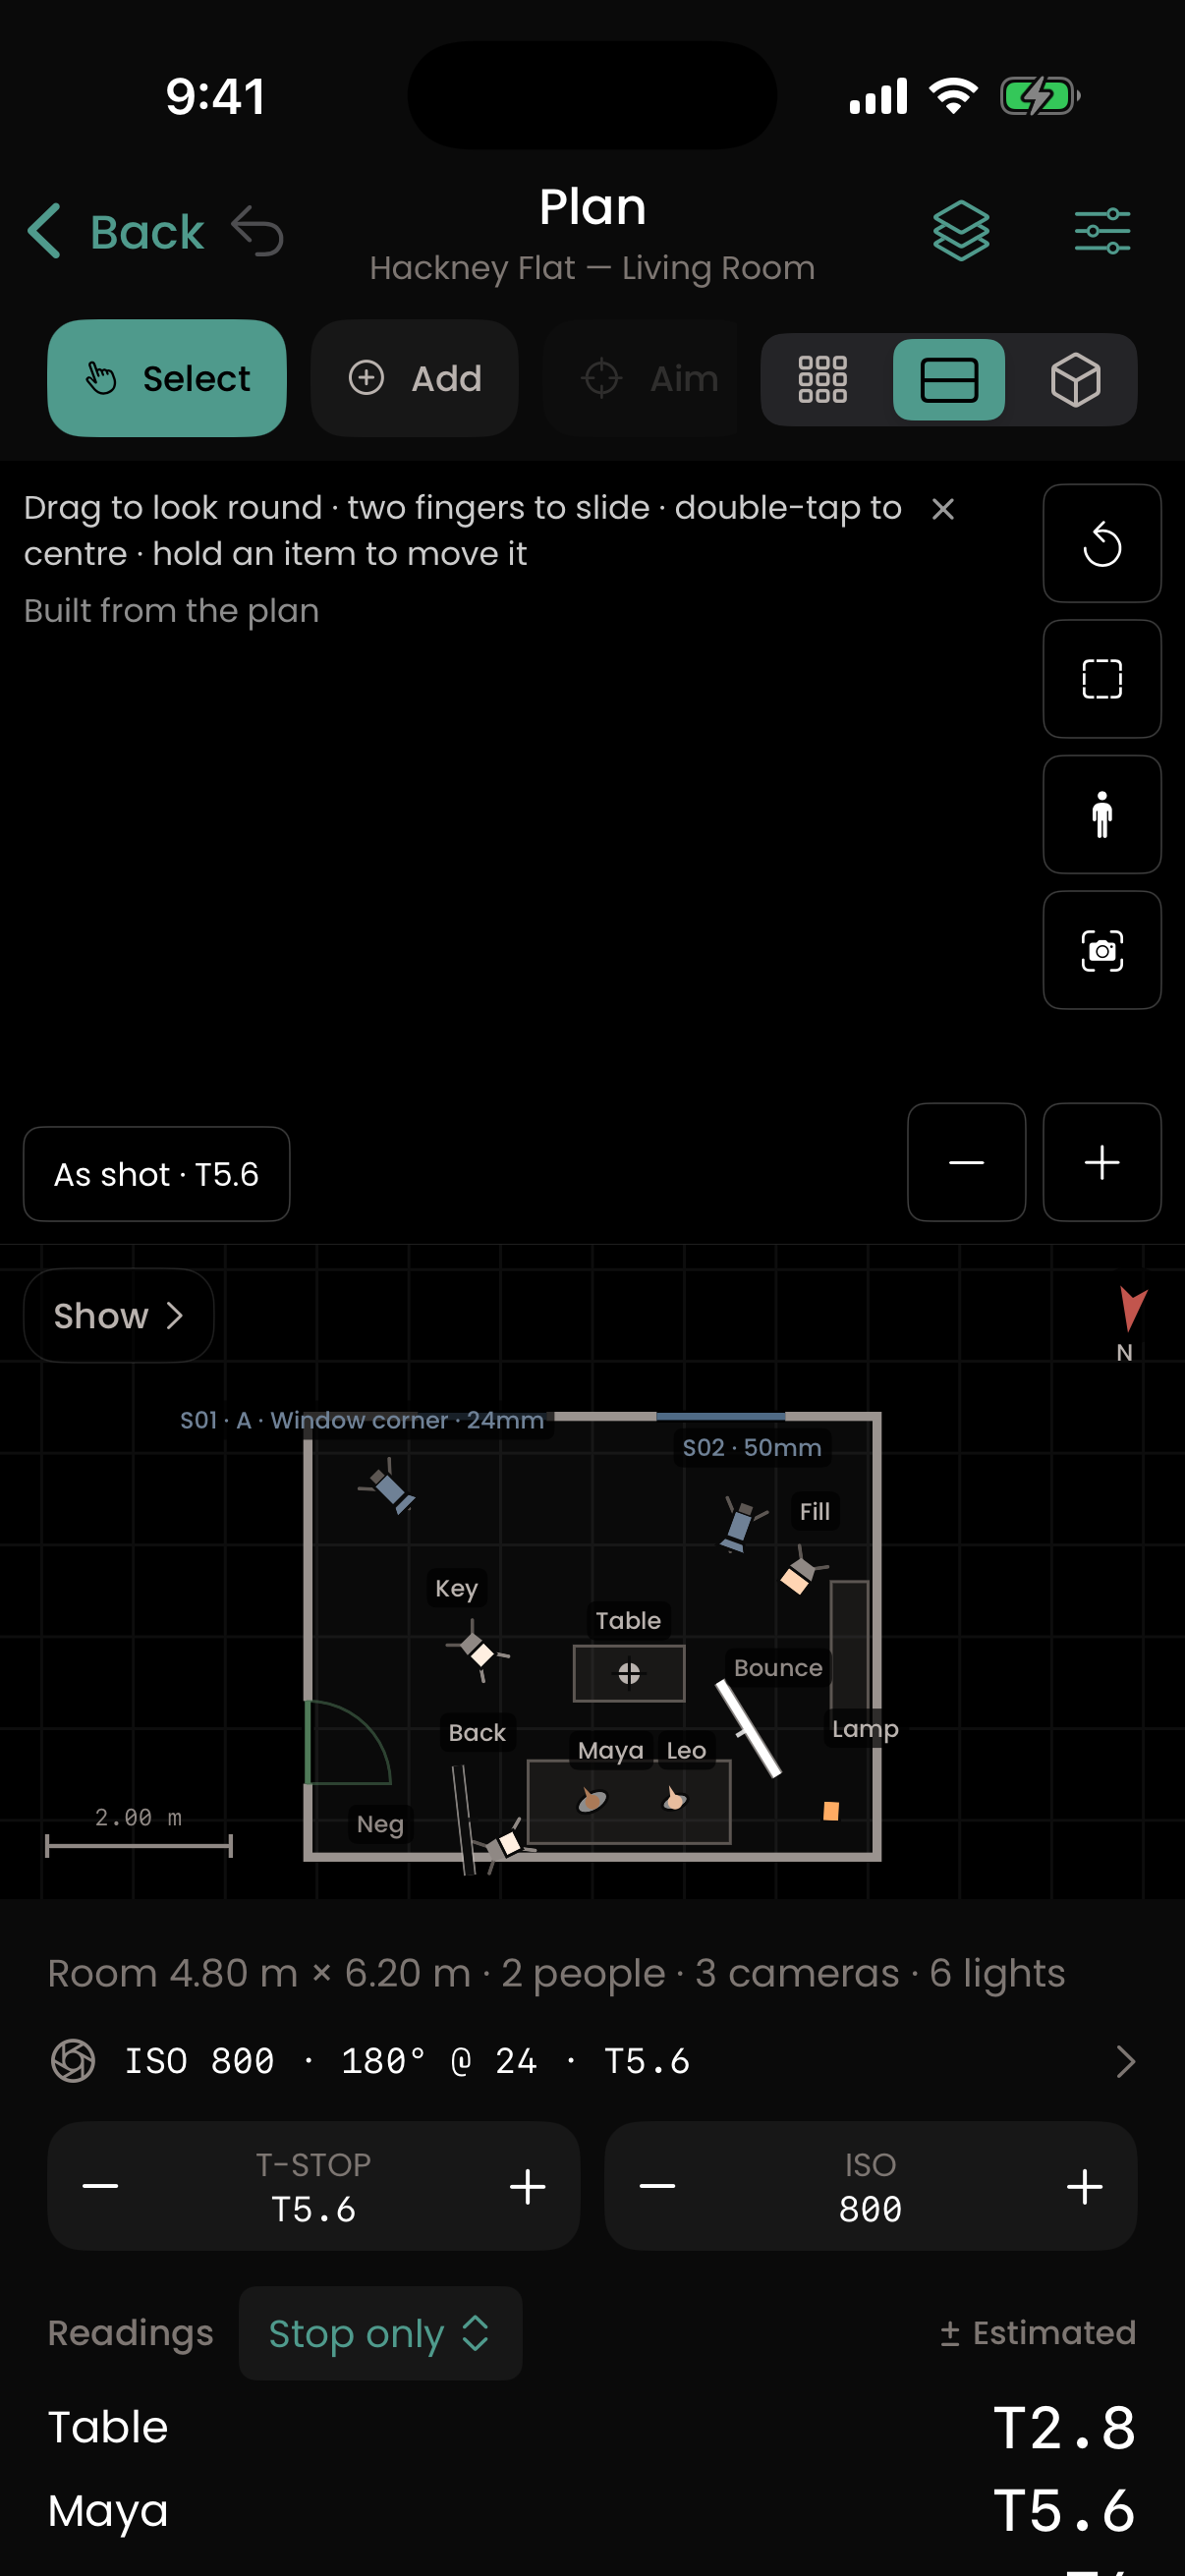 9:41
Back
Plan
Hackney Flat — Living Room
Select
Add
Aim
Drag to look round · two fingers to slide · double-tap to
centre · hold an item to move it
Built from the plan
As shot · T5.6
Show
N
S01 · A · Window corner · 24mm
S02 · 50mm
Fill
Key
Table
Bounce
Back
Maya
Leo
Lamp
2.00 m
Neg
Room 4.80 m × 6.20 m · 2 people · 3 cameras · 6 lights
ISO 800 · 180° @ 24 · T5.6
T-STOP
T5.6
ISO
800
Readings
Stop only
± Estimated
Table
T2.8
Maya
T5.6